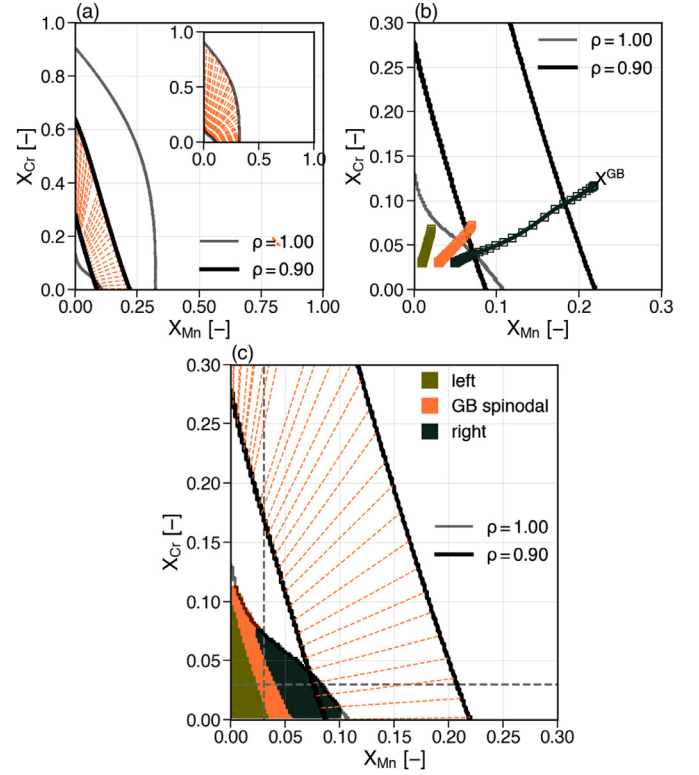 (a)
1.0
0.8
0.6
0.4
0.2
0.0
X_Cr [–]
0.00 0.25 0.50 0.75 1.00
X_Mn [–]
1.0
0.5
0.0
0.0 0.5 1.0
ρ=1.00
ρ=0.90
(b)
0.30
0.25
0.20
0.15
0.10
0.05
0.00
X_Cr [–]
0.0 0.1 0.2 0.3
X_Mn [–]
ρ=1.00
ρ=0.90
X^GB
(c)
0.30
0.25
0.20
0.15
0.10
0.05
0.00
X_Cr [–]
0.00 0.05 0.10 0.15 0.20 0.25 0.30
X_Mn [–]
left
GB spinodal
right
ρ=1.00
ρ=0.90